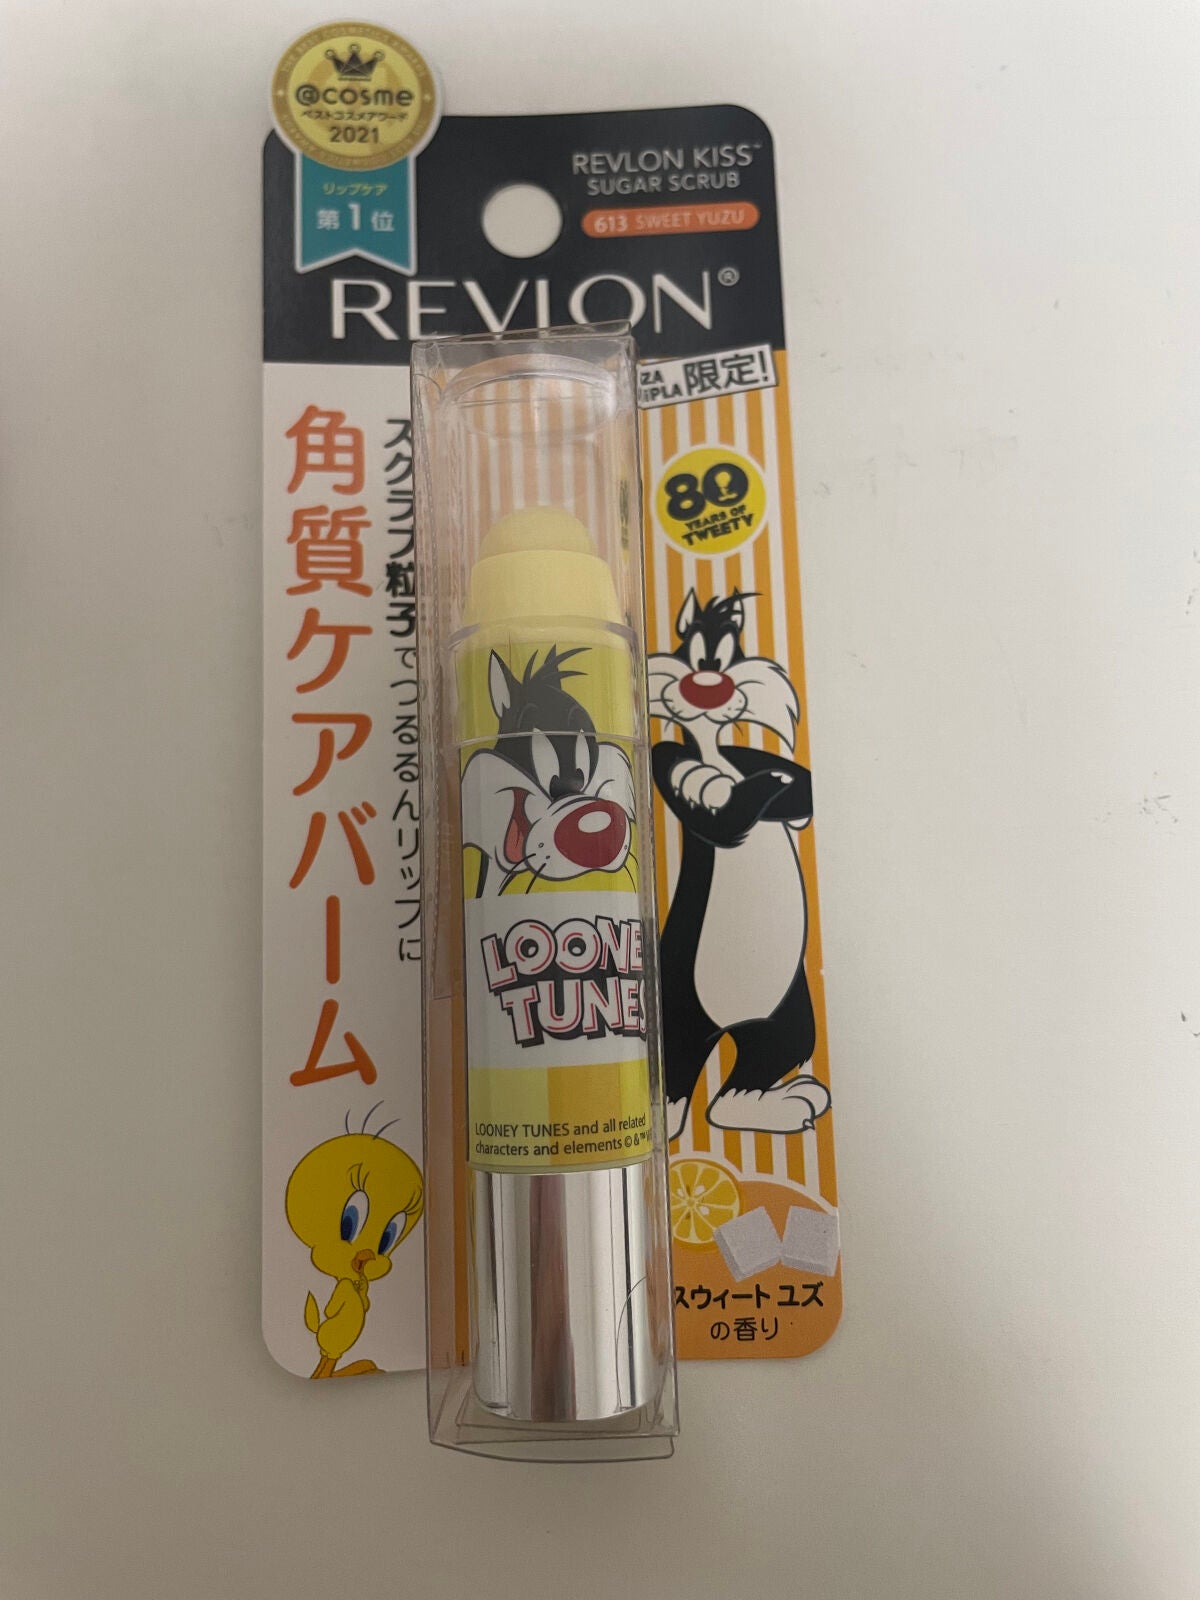 @cosme
ベストコスメアワード
2021
リップケア
第1位
REVLON KISS™
SUGAR SCRUB
613 SWEET YUZU
REVLON®
限定!
角質ケアバーム
スクラブ粒子でつるるんリップに
80
YEARS OF
TWEETY
LOONEY
TUNES
LOONEY TUNES and all related
characters and elements ©&™
スウィート ユズ
の香り